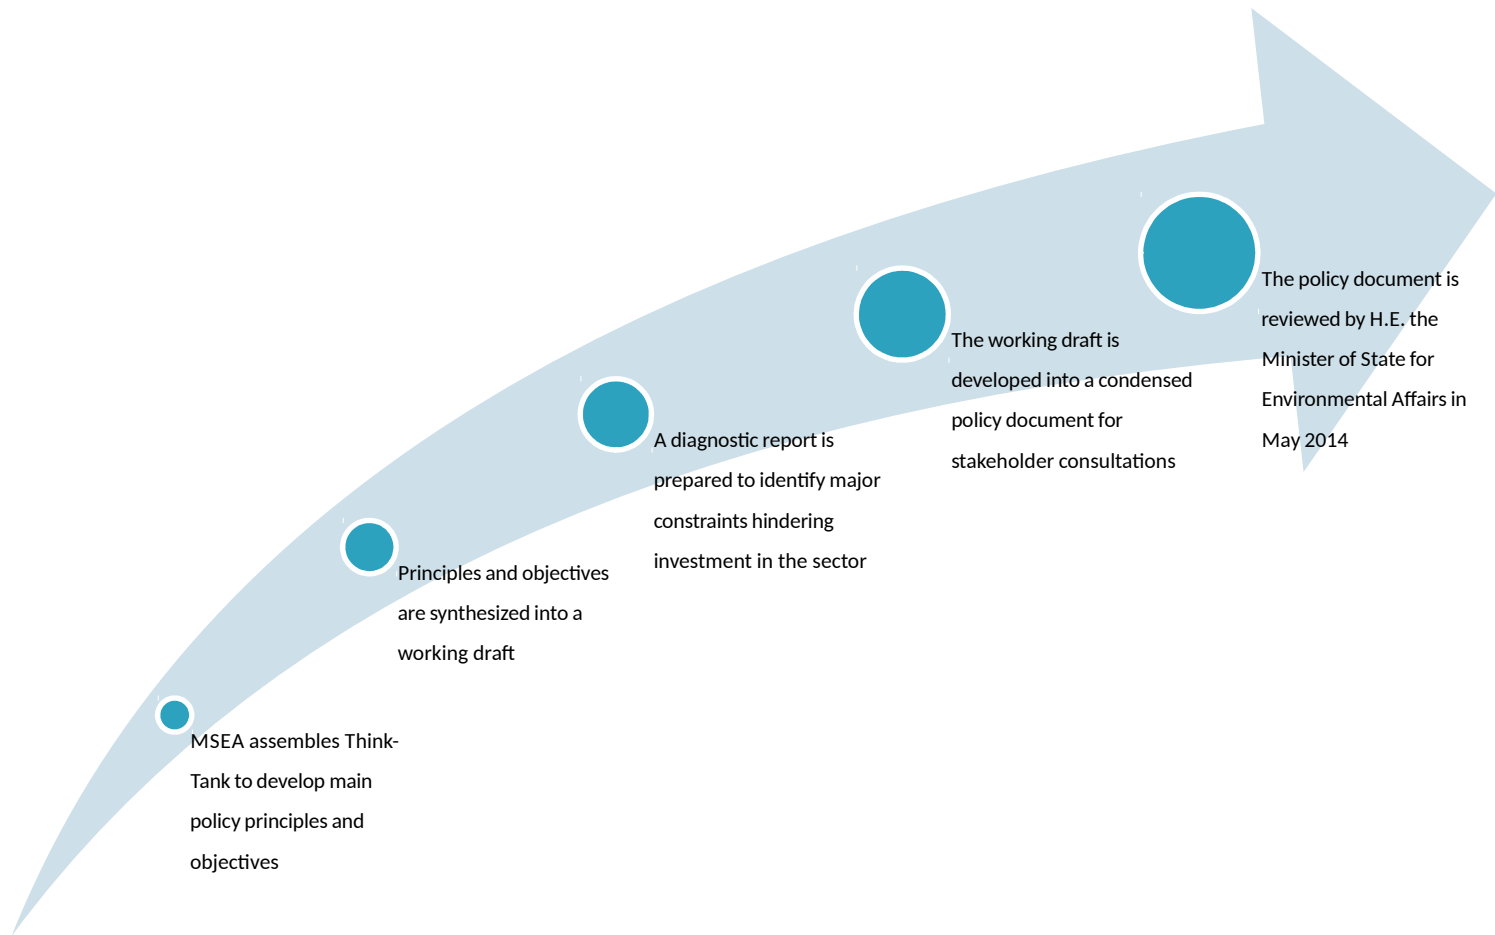 MSEA assembles Think-
Tank to develop main
policy principles and
objectives
Principles and objectives
are synthesized into a
working draft
A diagnostic report is
prepared to identify major
constraints hindering
investment in the sector
The working draft is
developed into a condensed
policy document for
stakeholder consultations
The policy document is
reviewed by H.E. the
Minister of State for
Environmental Affairs in
May 2014